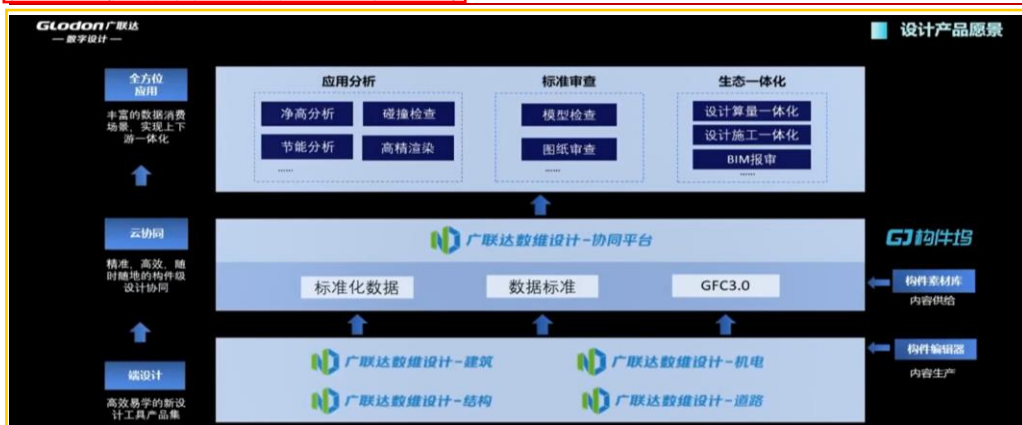 GLodon广联达
— 数字设计 —
设计产品愿景
全方位
应用
丰富的数据消费
场景，实现上下
游一体化
应用分析
净高分析
碰撞检查
节能分析
高精渲染
......
标准审查
模型检查
图纸审查
......
生态一体化
设计算量一体化
设计施工一体化
BIM报审
......
云协同
精准、高效、随
时随地的构件级
设计协同
广联达数维设计-协同平台
标准化数据
数据标准
GFC3.0
GJ构件坞
构件素材库
内容供给
端设计
高效易学的新设
计工具产品集
广联达数维设计-建筑
广联达数维设计-机电
广联达数维设计-结构
广联达数维设计-道路
构件编辑器
内容生产